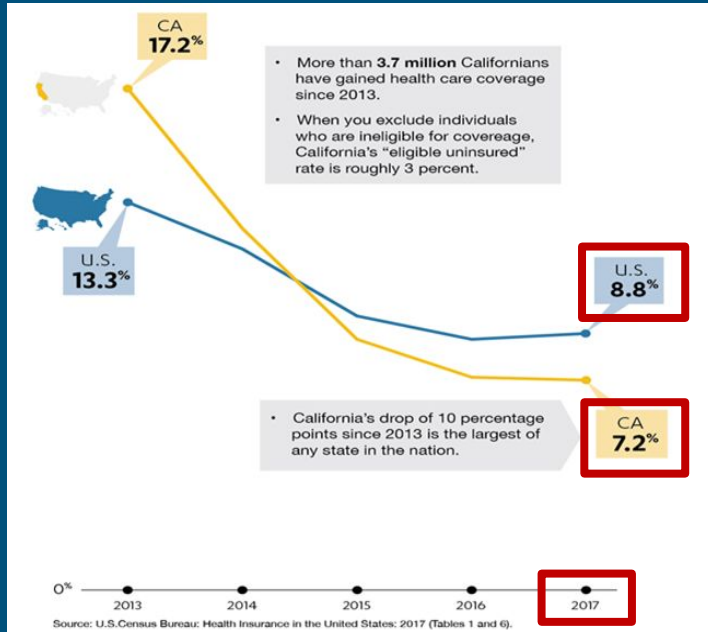 CA
17.2%
• More than 3.7 million Californians
have gained health care coverage
since 2013.
• When you exclude individuals
who are ineligible for covereage,
California's "eligible uninsured"
rate is roughly 3 percent.
U.S.
13.3%
U.S.
8.8%
• California's drop of 10 percentage
points since 2013 is the largest of
any state in the nation.
CA
7.2%
0%
2013 2014 2015 2016 2017
Source: U.S.Census Bureau: Health Insurance in the United States: 2017 (Tables 1 and 6).